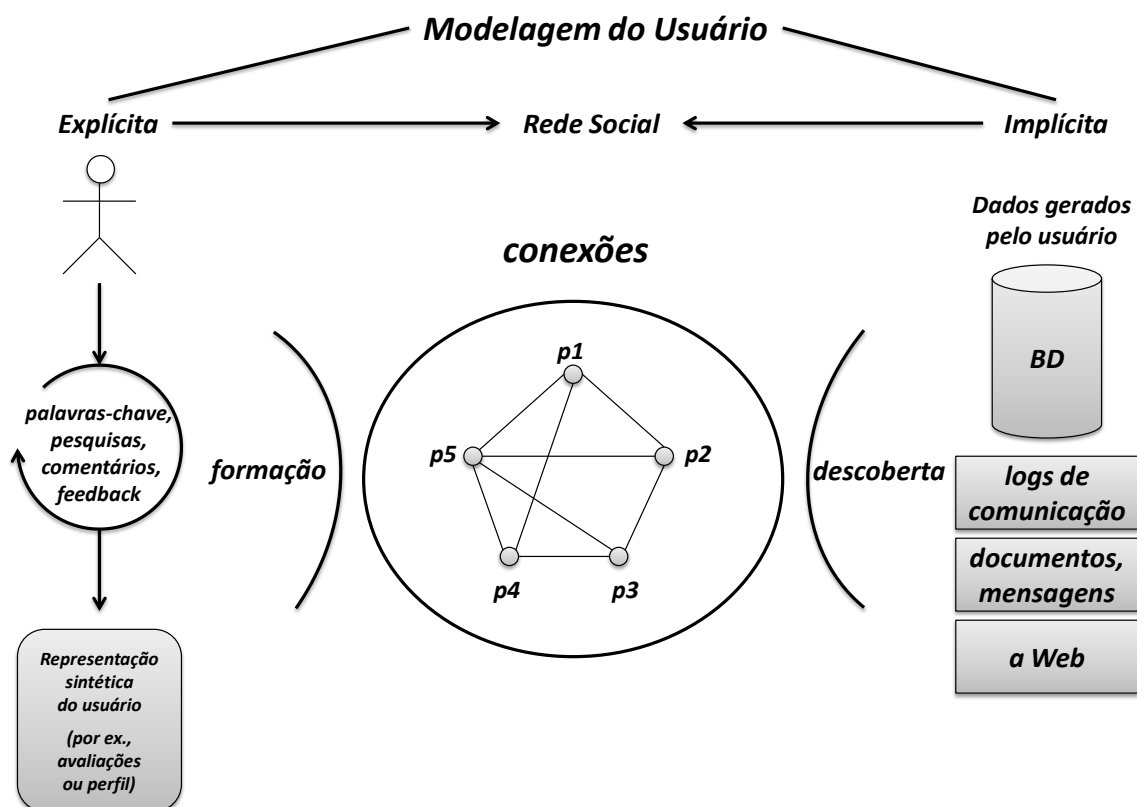 Modelagem do Usuário
Explícita
Rede Social
Implícita
palavras-chave,
pesquisas,
comentários,
feedback
Representação
sintética
do usuário
(por ex.,
avaliações
ou perfil)
formação
conexões
p1
p5
p2
p4
p3
descoberta
Dados gerados
pelo usuário
BD
logs de
comunicação
documentos,
mensagens
a Web